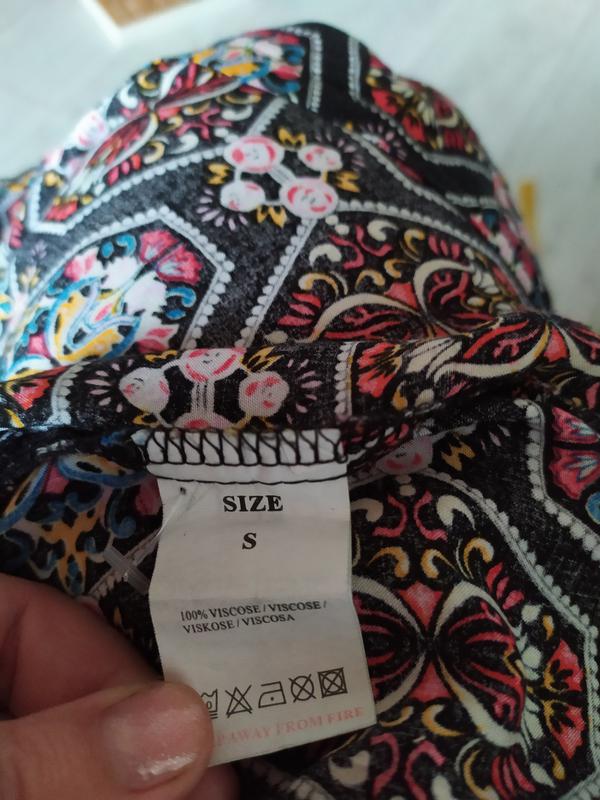 SIZE
S
100% VISCOSE / VISCOSE /
VISKOSE / VISCOSA
AWAY FROM FIRE